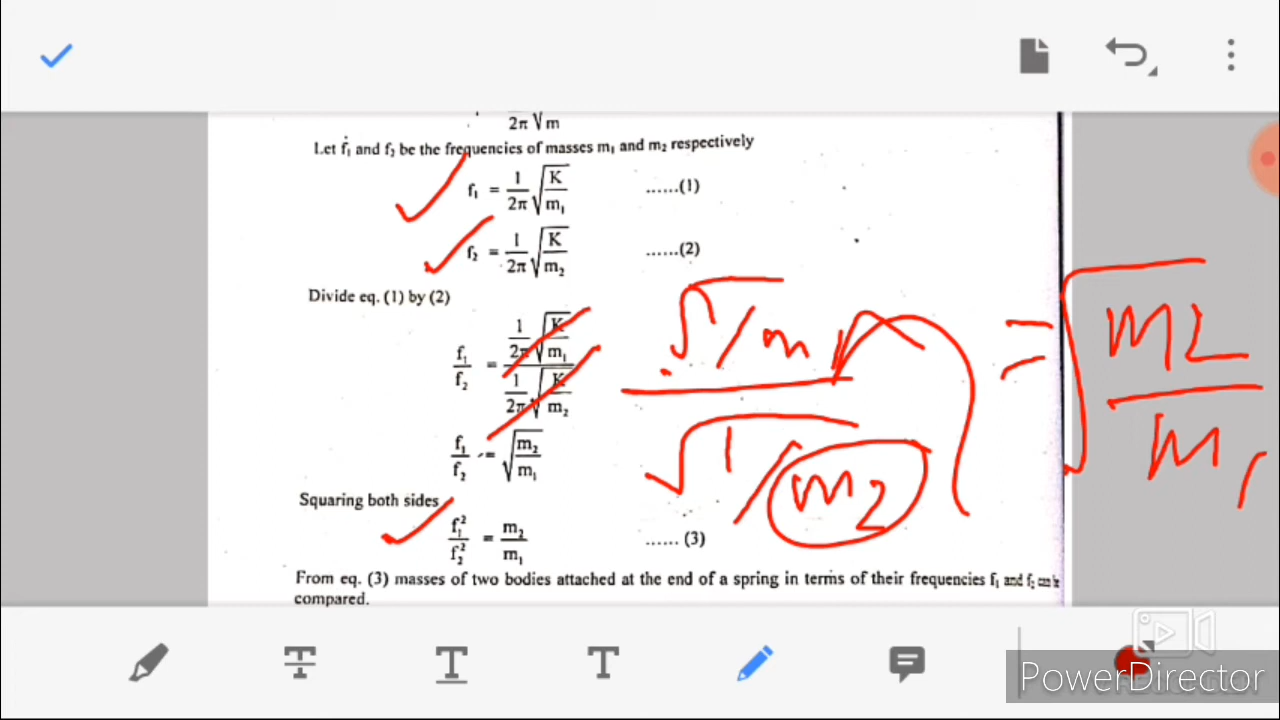 2π √m
Let f₁ and f₂ be the frequencies of masses m₁ and m₂ respectively
f₁ = 1/2π √K/m₁ ......(1)
f₂ = 1/2π √K/m₂ ......(2)
Divide eq. (1) by (2)
f₁/f₂ = 1/2π √K/m₁ / 1/2π √K/m₂
√1/m₁ / √1/m₂ = √m2/m₁
f₁/f₂ = √m₂/m₁
Squaring both sides
f₁²/f₂² = m₂/m₁ ...... (3)
From eq. (3) masses of two bodies attached at the end of a spring in terms of their frequencies f₁ and f₂ can be
compared.
T T T
PowerDirector